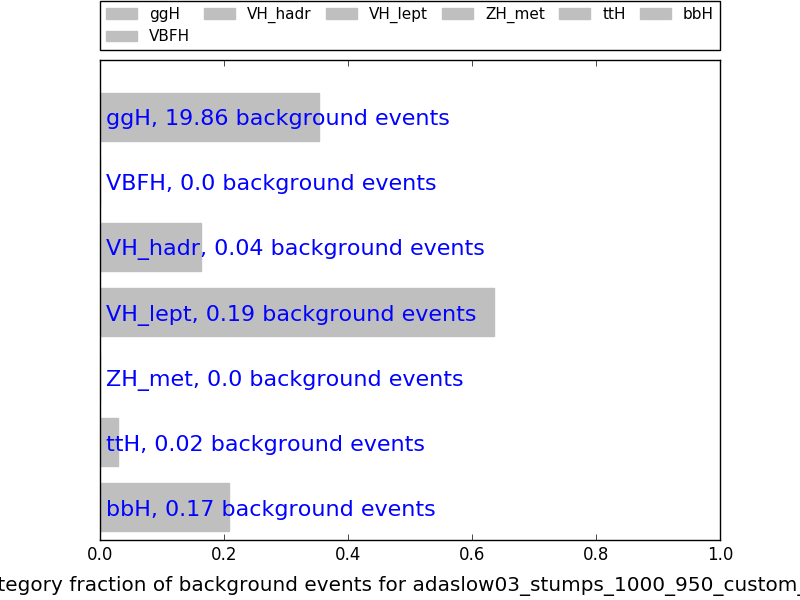 ggH VH_hadr VH_lept ZH_met ttH bbH
VBFH
ggH, 19.86 background events
VBFH, 0.0 background events
VH_hadr, 0.04 background events
VH_lept, 0.19 background events
ZH_met, 0.0 background events
ttH, 0.02 background events
bbH, 0.17 background events
0.0 0.2 0.4 0.6 0.8 1.0
tegory fraction of background events for adaslow03_stumps_1000_950_custom_